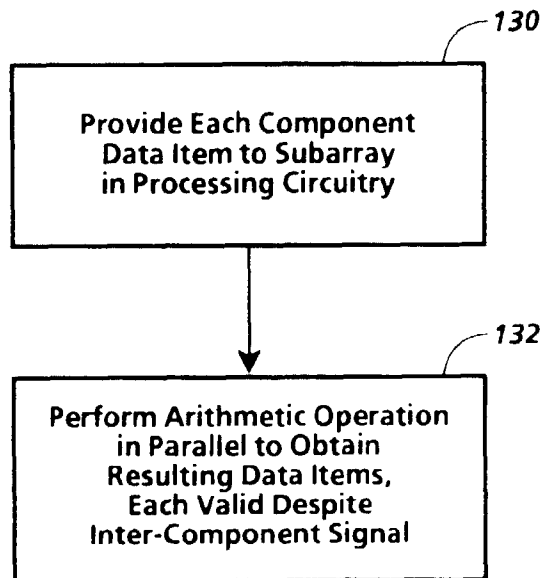 130
Provide Each Component
Data Item to Subarray
in Processing Circuitry
132
Perform Arithmetic Operation
in Parallel to Obtain
Resulting Data Items,
Each Valid Despite
Inter-Component Signal